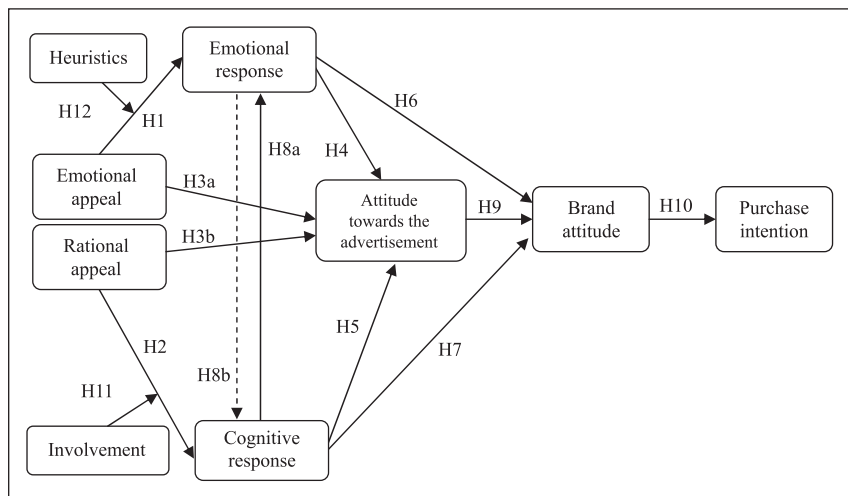 Heuristics
Emotional
response
H12
H1
H6
H8a
H4
Emotional
appeal
H3a
Attitude
towards the
advertisement
H9
Brand
attitude
H10
Purchase
intention
Rational
appeal
H3b
H2
H5
H7
H11
H8b
Involvement
Cognitive
response